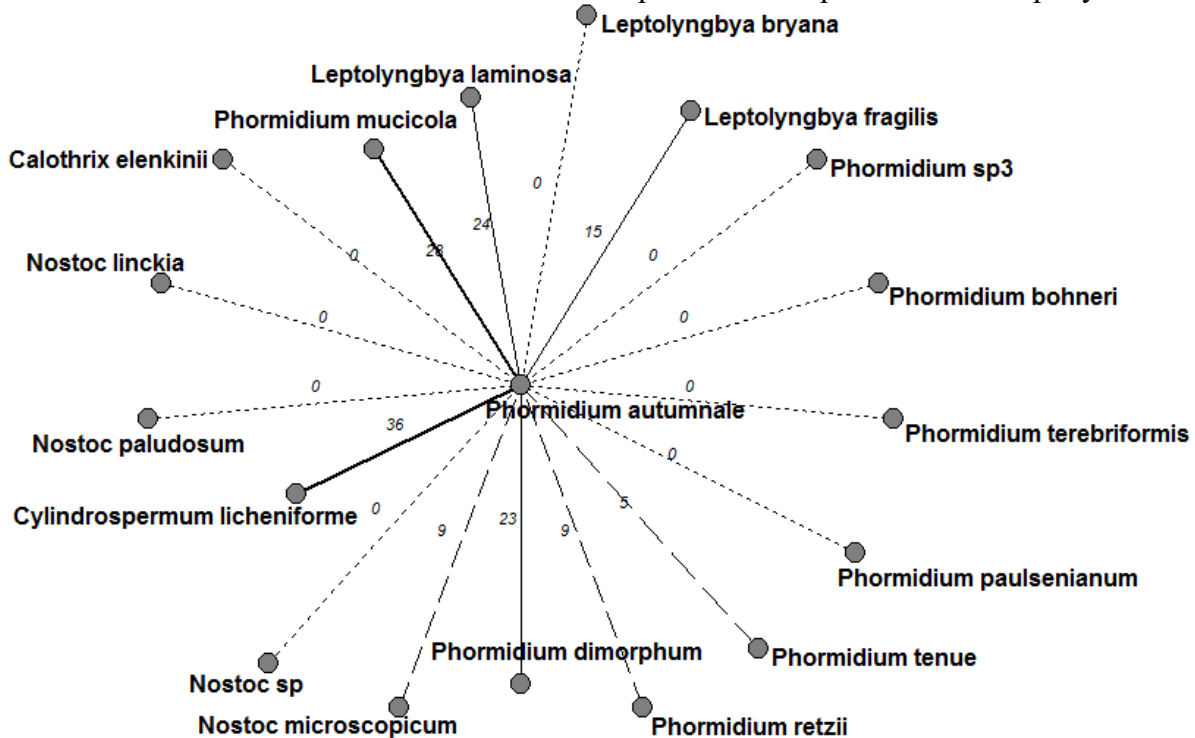 Leptolyngbya bryana
Leptolyngbya laminosa
Leptolyngbya fragilis
Phormidium mucicola
Calothrix elenkinii
Phormidium sp3
0
24
15
0
28
0
Nostoc linckia
Phormidium bohneri
0
0
0
0
Phormidium autumnale
36
Nostoc paludosum
Phormidium terebriformis
0
Cylindrospermum licheniforme
0
9
23
9
5
Phormidium paulsenianum
Phormidium dimorphum
Phormidium tenue
Nostoc sp
Nostoc microscopicum
Phormidium retzii